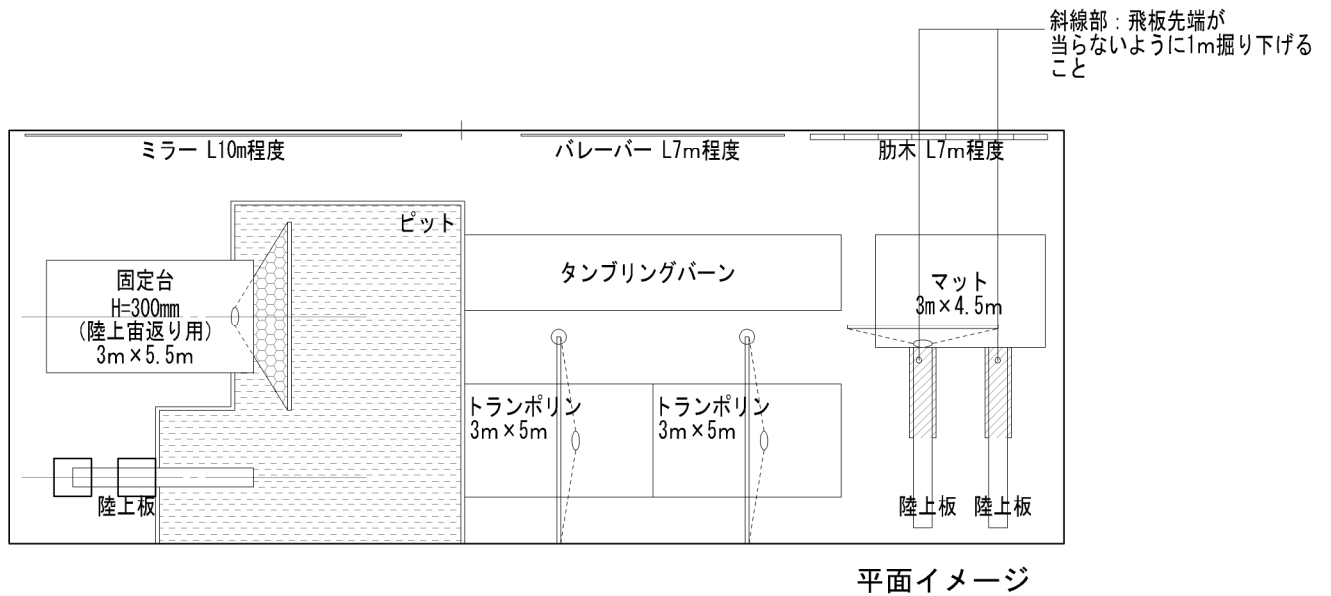 斜線部：飛板先端が
当らないように1m掘り下げる
こと
ミラー L10m程度
バレーバー L7m程度
肋木 L7m程度
ピット
固定台
H=300mm
(陸上宙返り用)
3m×5.5m
タンブリングバーン
マット
3m×4.5m
トランポリン
3m×5m
トランポリン
3m×5m
陸上板
陸上板
陸上板
平面イメージ